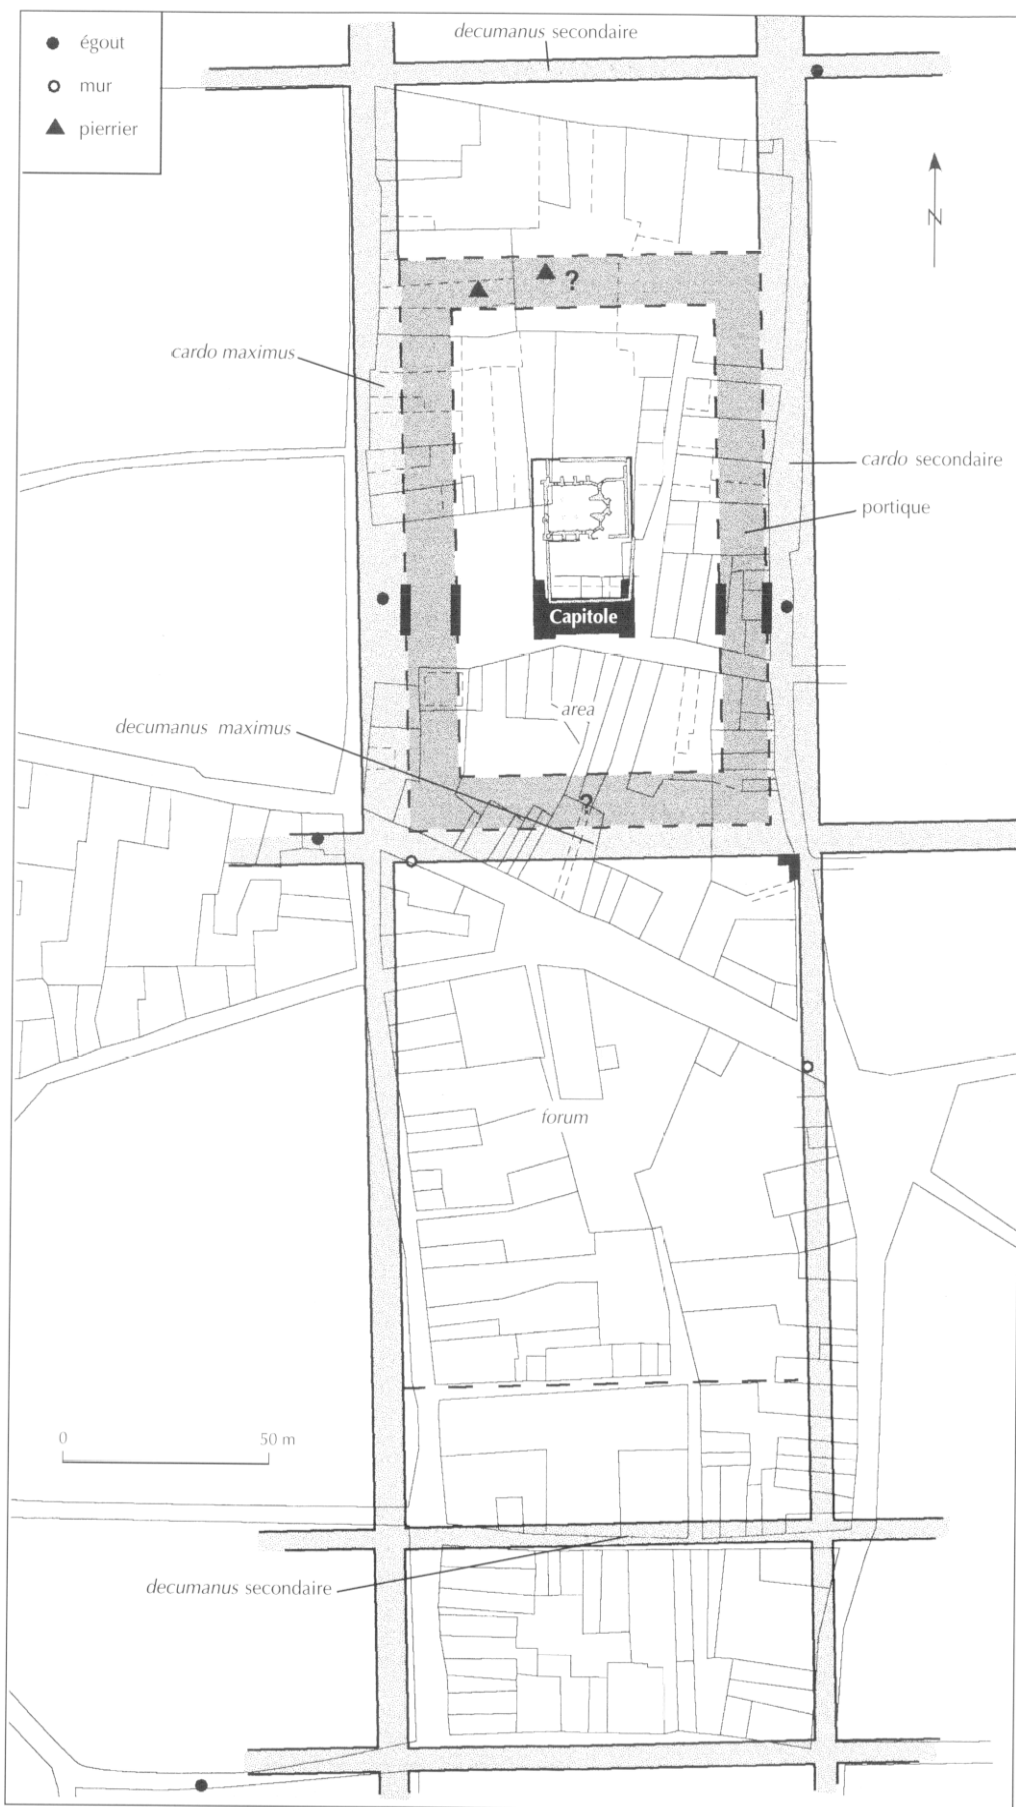 égout
mur
pierrier
decumanus secondaire
N
?
cardo maximus
cardo secondaire
portique
Capitole
area
decumanus maximus
?
forum
0 50 m
decumanus secondaire